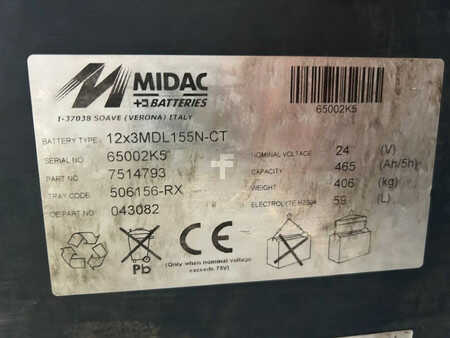 MIDAC
BATTERIES
I-37038 SOAVE (VERONA) ITALY
65002K5
BATTERY TYPE 12x3MDL155N-CT
SERIAL NO 65002K5
PART NO 7514793
TRAY CODE 506156-RX
OE PART NO 043082
NOMINAL VOLTAGE 24 (V)
CAPACITY 465 (Ah/5h)
WEIGHT 406 (kg)
ELECTROLYTE H2SO4 59 (L)
Pb
CE
(Only when nominal voltage
exceeds 75V)